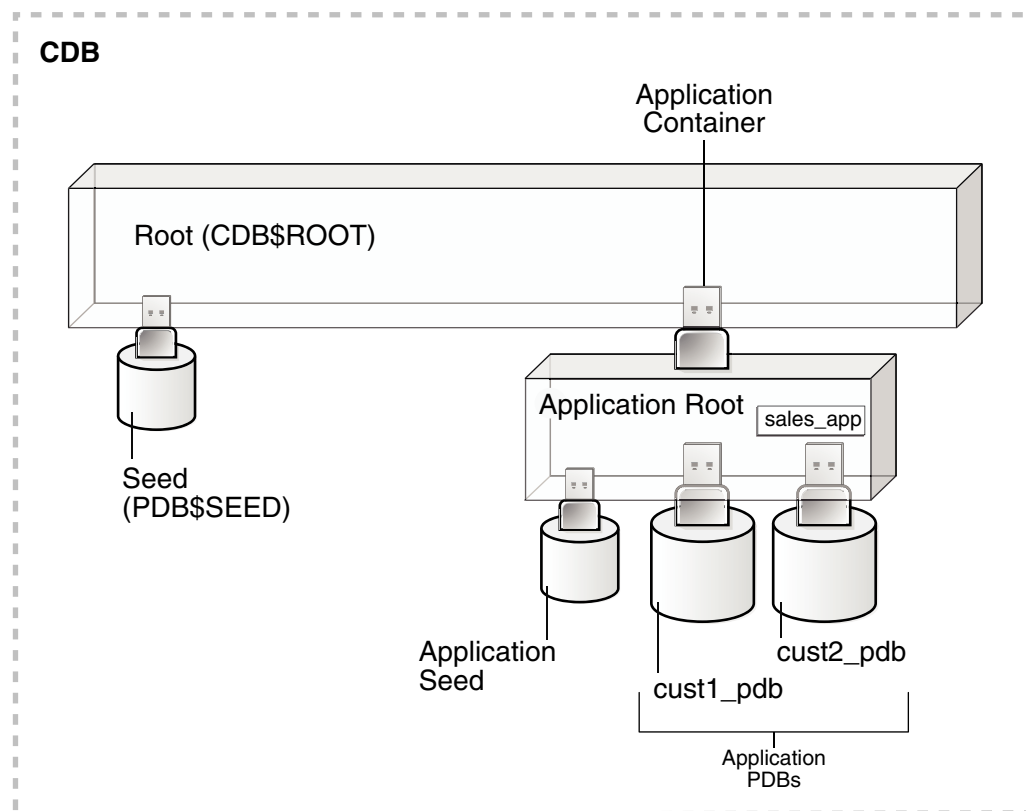 CDB
Application
Container
Root (CDB$ROOT)
Application Root
sales_app
Seed
(PDB$SEED)
Application
Seed
cust1_pdb
cust2_pdb
Application
PDBs